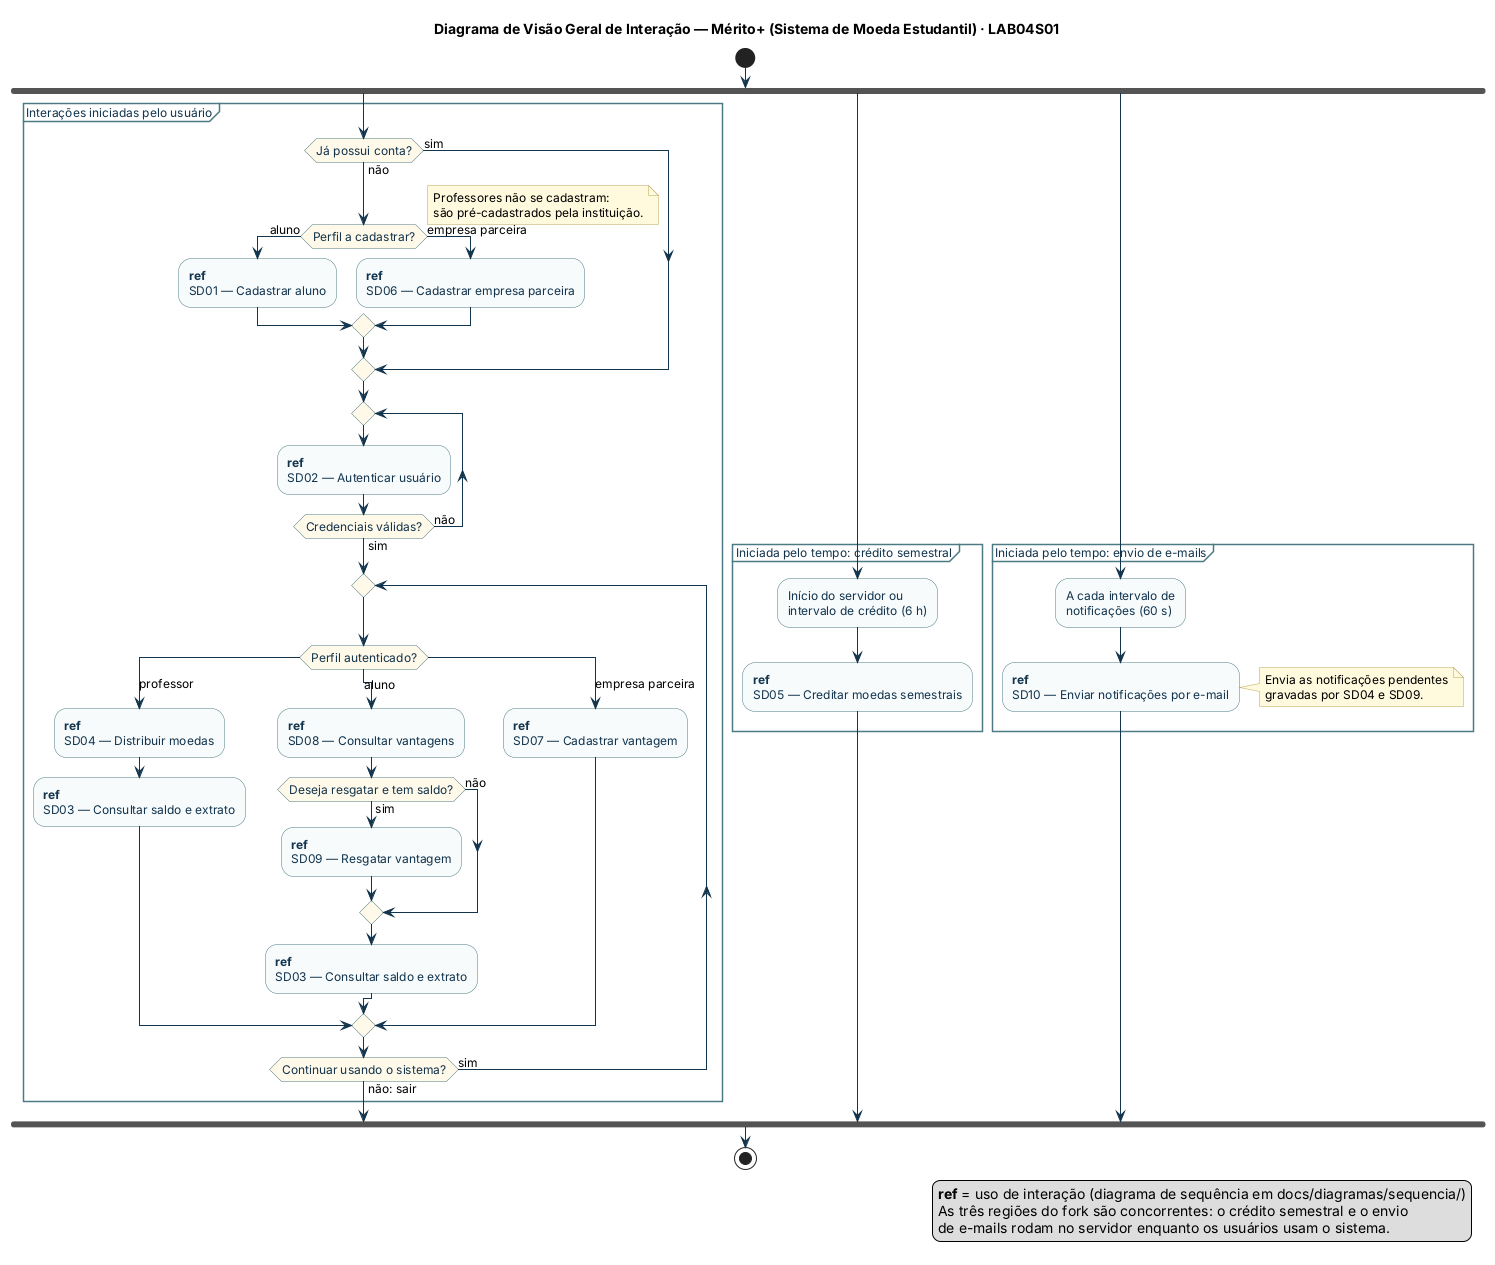 Diagrama de Visão Geral de Interação — Mérito+ (Sistema de Moeda Estudantil) · LAB04S01
Interações iniciadas pelo usuário
Já possui conta?
sim
não
Professores não se cadastram:
são pré-cadastrados pela instituição.
Perfil a cadastrar?
aluno
empresa parceira
ref
SD01 — Cadastrar aluno
ref
SD06 — Cadastrar empresa parceira
ref
SD02 — Autenticar usuário
Credenciais válidas?
não
sim
Perfil autenticado?
professor
aluno
empresa parceira
ref
SD04 — Distribuir moedas
ref
SD03 — Consultar saldo e extrato
ref
SD08 — Consultar vantagens
Deseja resgatar e tem saldo?
não
sim
ref
SD09 — Resgatar vantagem
ref
SD03 — Consultar saldo e extrato
ref
SD07 — Cadastrar vantagem
Continuar usando o sistema?
sim
não: sair
Iniciada pelo tempo: crédito semestral
Início do servidor ou
intervalo de crédito (6 h)
ref
SD05 — Creditar moedas semestrais
Iniciada pelo tempo: envio de e-mails
A cada intervalo de
notificações (60 s)
ref
SD10 — Enviar notificações por e-mail
Envia as notificações pendentes
gravadas por SD04 e SD09.
ref = uso de interação (diagrama de sequência em docs/diagramas/sequencia/)
As três regiões do fork são concorrentes: o crédito semestral e o envio
de e-mails rodam no servidor enquanto os usuários usam o sistema.